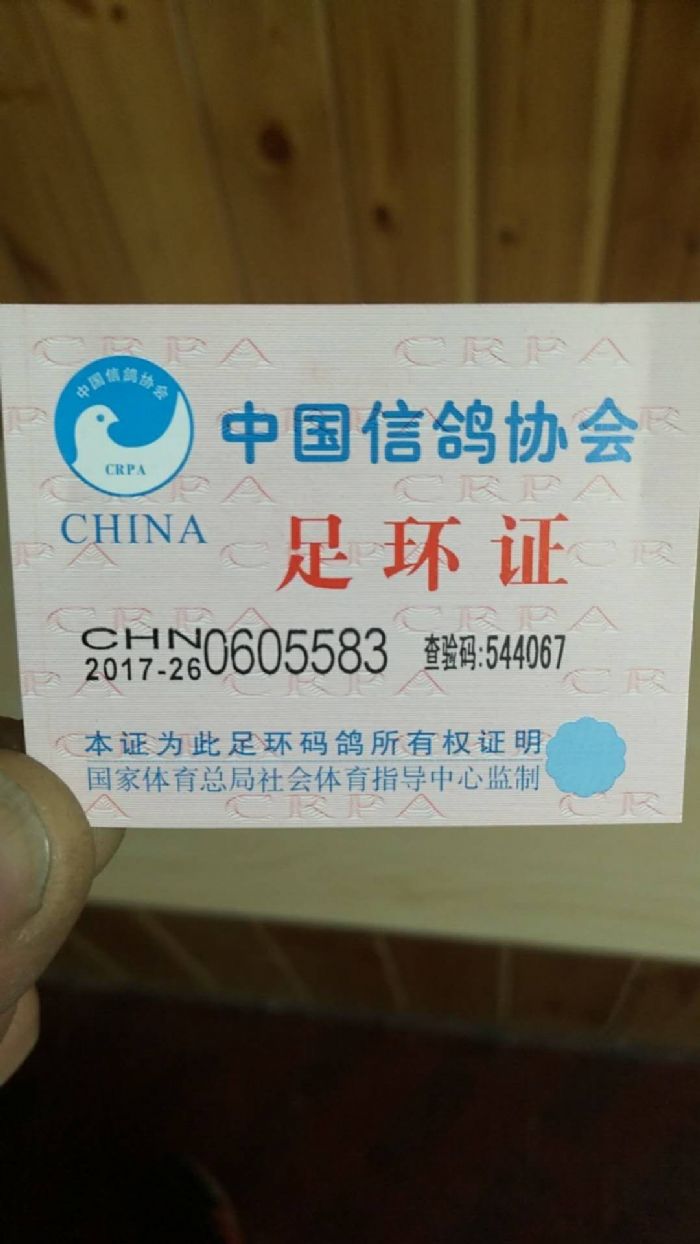 中国信鸽协会
CRPA
CHINA
中国信鸽协会
足环证
CHN
2017-26 0605583 查验码:544067
本证为此足环码鸽所有权证明
国家体育总局社会体育指导中心监制